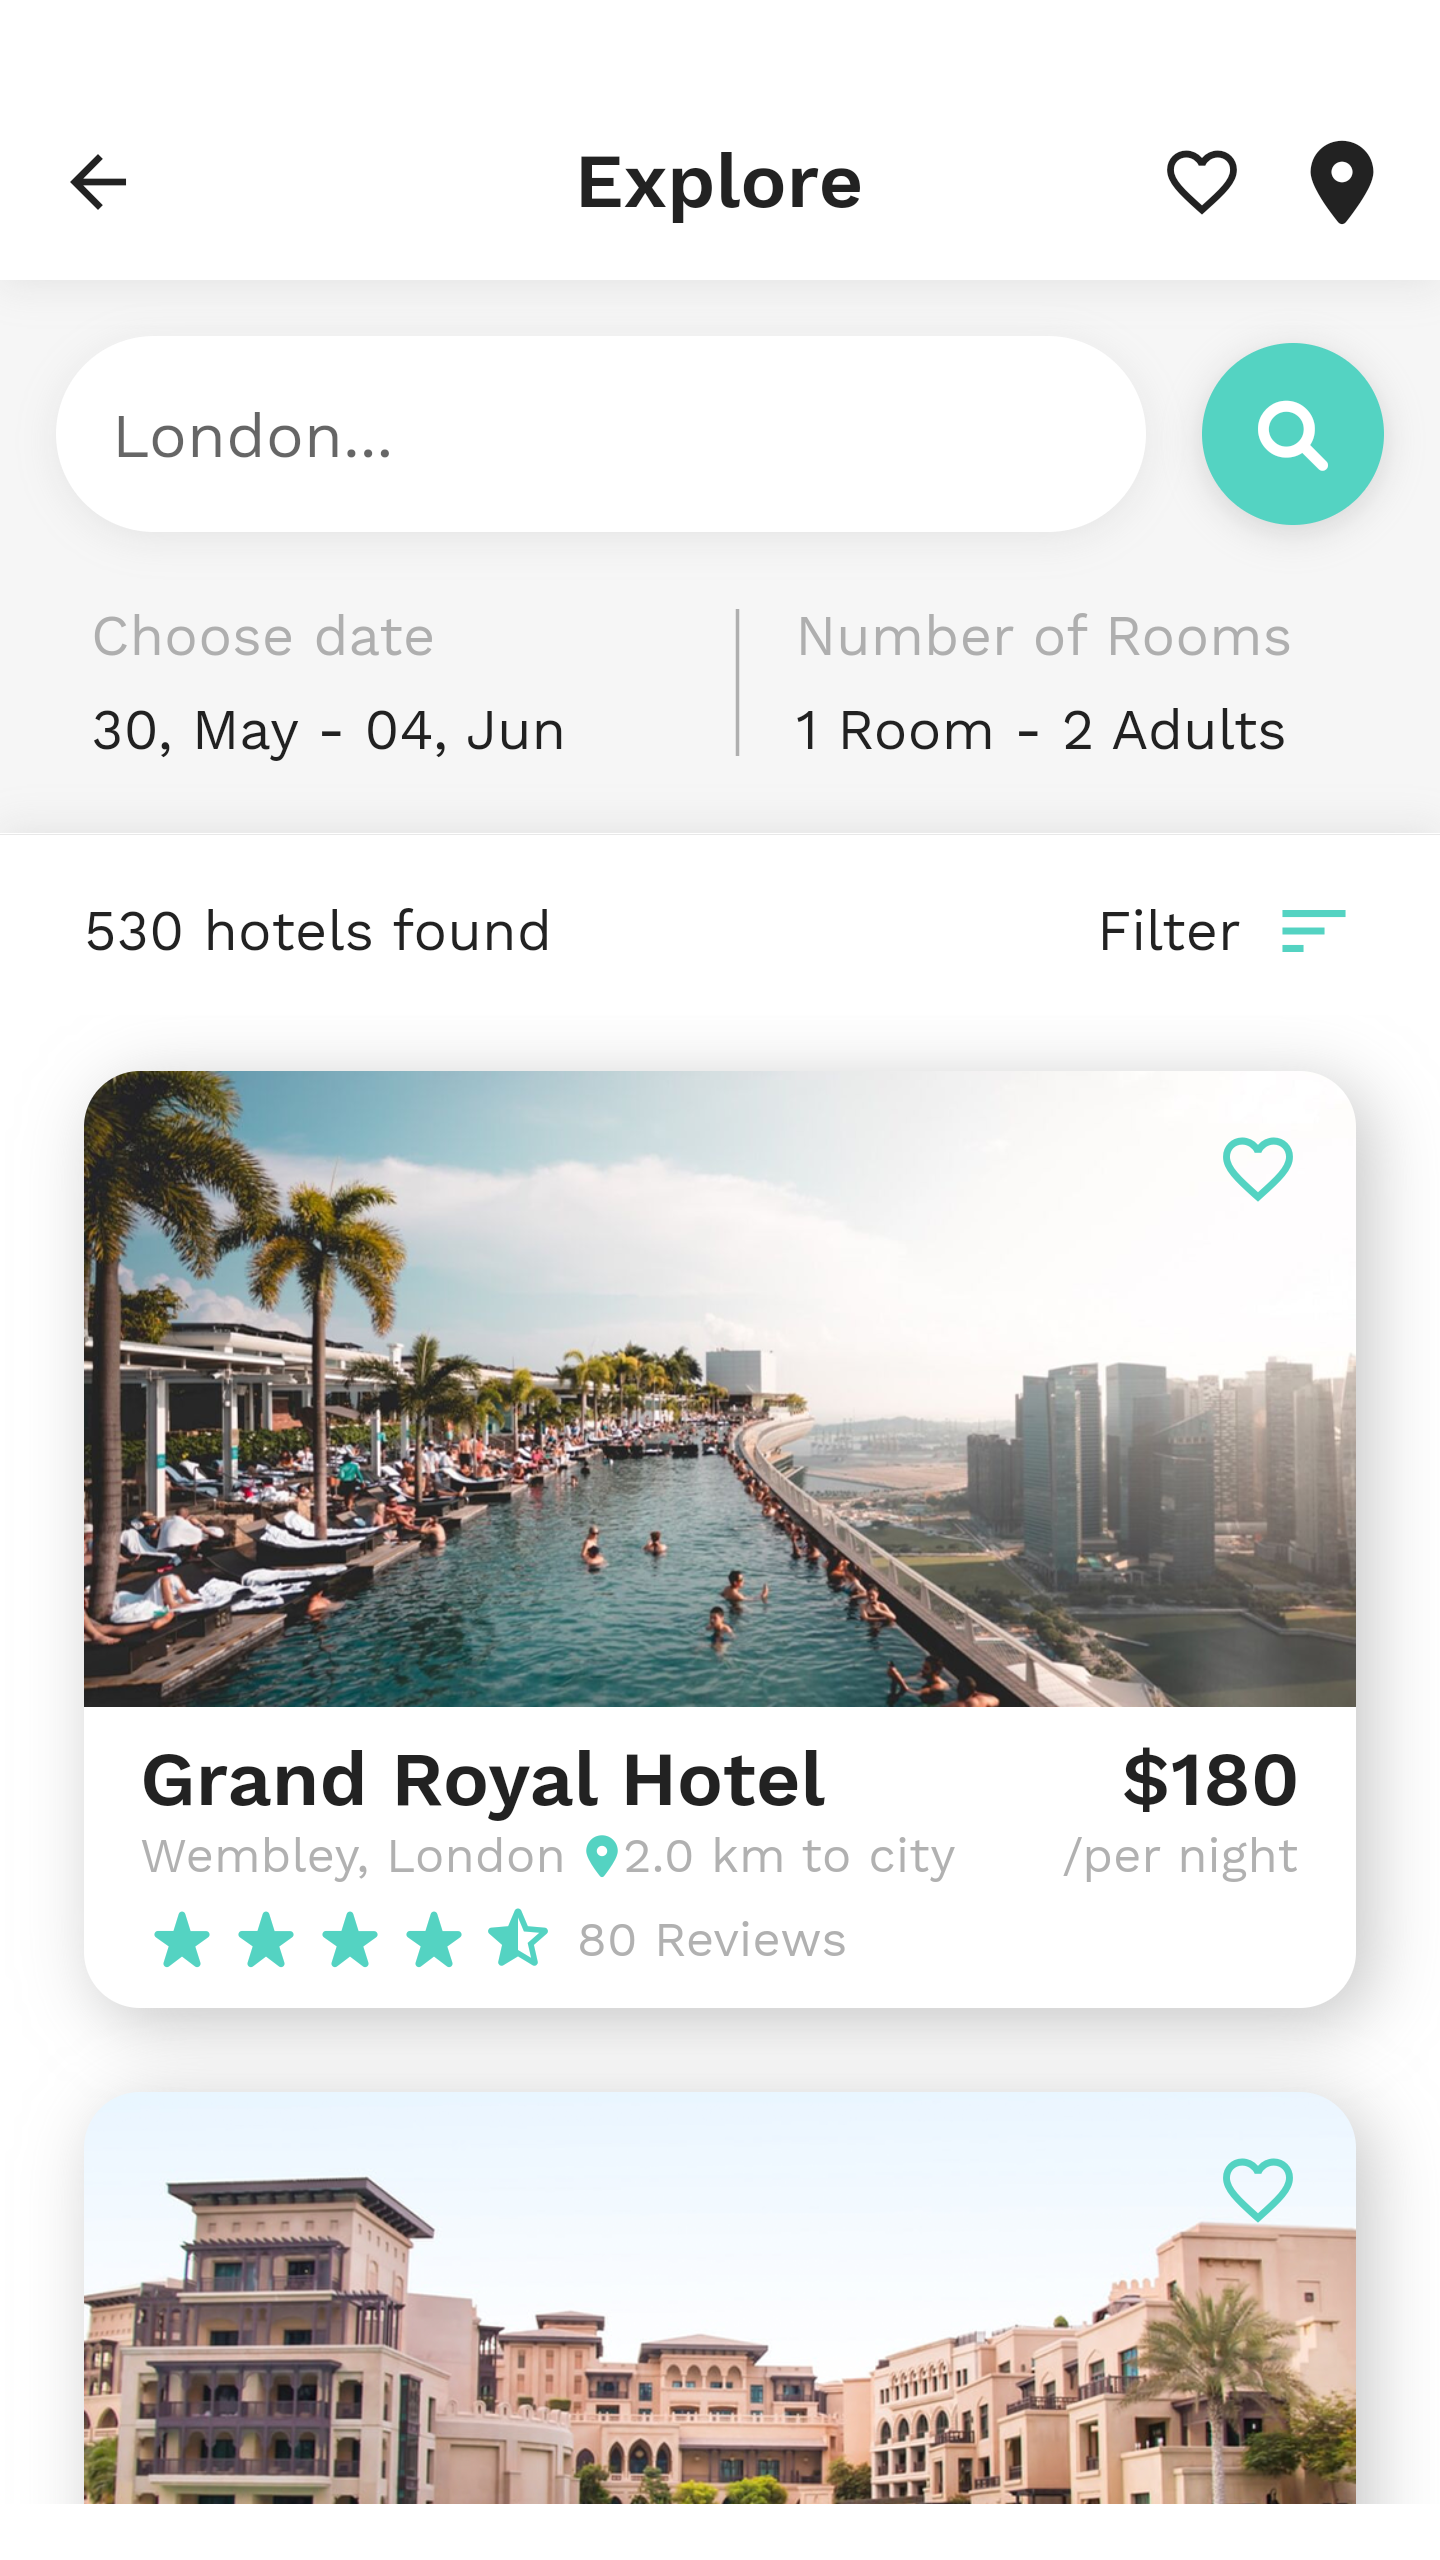 Explore
London...
Choose date
30, May - 04, Jun
Number of Rooms
1 Room - 2 Adults
530 hotels found
Filter
Grand Royal Hotel
$180
Wembley, London 2.0 km to city
/per night
80 Reviews